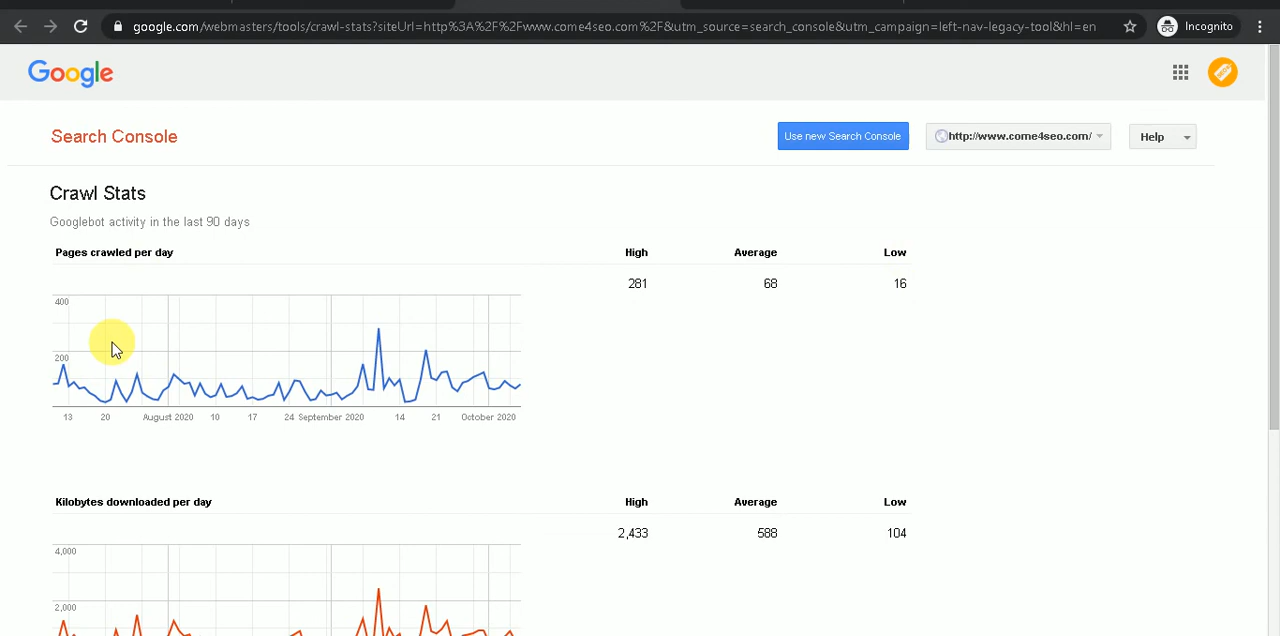 google.com/webmasters/tools/crawl-stats?siteUrl=http%3A%2F%2Fwww.come4seo.com%2F&utm_source=search_console&utm_campaign=left-nav-legacy-tool&hl=en
Incognito
Google
Search Console
Use new Search Console
http://www.come4seo.com/
Help
Crawl Stats
Googlebot activity in the last 90 days
Pages crawled per day
High Average Low
281 68 16
400
200
13 20 August 2020 10 17 24 September 2020 14 21 October 2020
Kilobytes downloaded per day
High Average Low
2,433 588 104
4,000
2,000